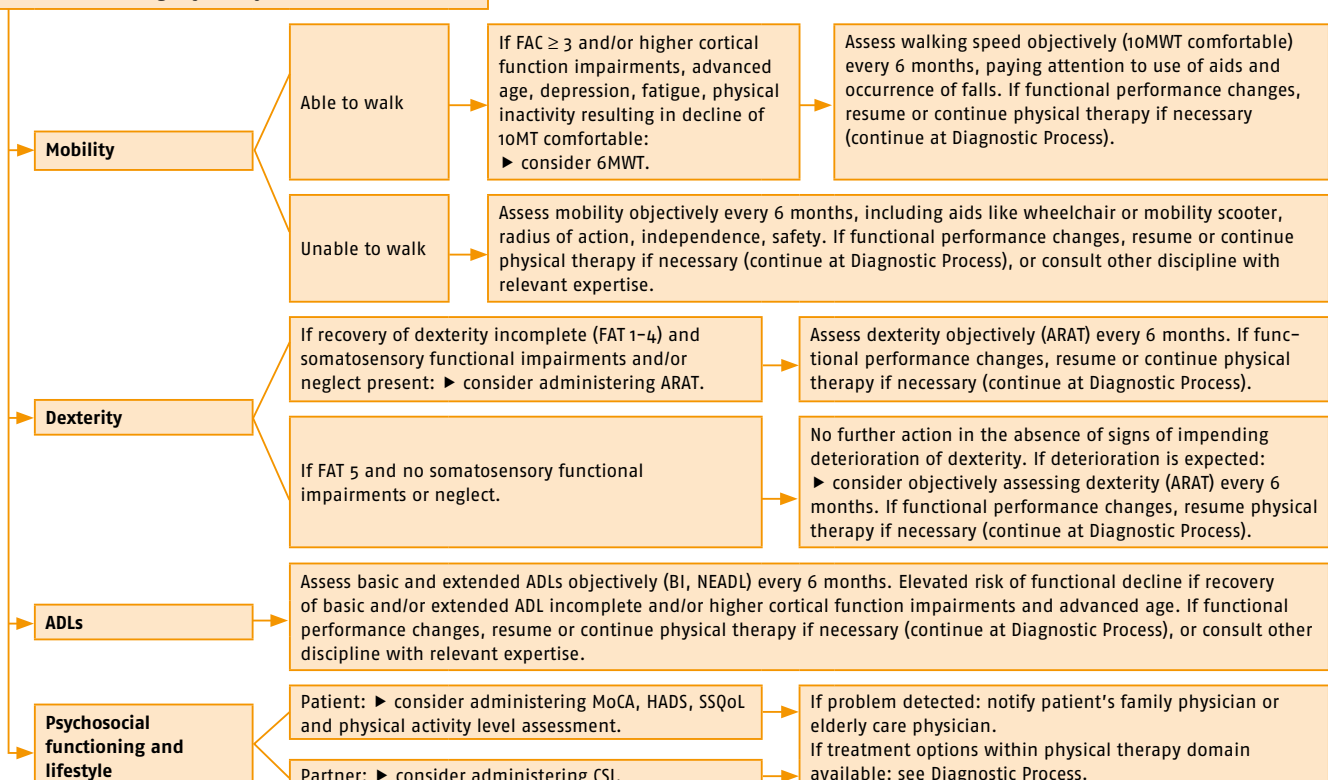 Mobility
Able to walk
If FAC ≥ 3 and/or higher cortical
function impairments, advanced
age, depression, fatigue, physical
inactivity resulting in decline of
10MT comfortable:
▶ consider 6MWT.
Assess walking speed objectively (10MWT comfortable)
every 6 months, paying attention to use of aids and
occurrence of falls. If functional performance changes,
resume or continue physical therapy if necessary
(continue at Diagnostic Process).
Unable to walk
Assess mobility objectively every 6 months, including aids like wheelchair or mobility scooter,
radius of action, independence, safety. If functional performance changes, resume or continue
physical therapy if necessary (continue at Diagnostic Process), or consult other discipline with
relevant expertise.
Dexterity
If recovery of dexterity incomplete (FAT 1–4) and
somatosensory functional impairments and/or
neglect present: ▶ consider administering ARAT.
Assess dexterity objectively (ARAT) every 6 months. If func-
tional performance changes, resume or continue physical
therapy if necessary (continue at Diagnostic Process).
If FAT 5 and no somatosensory functional
impairments or neglect.
No further action in the absence of signs of impending
deterioration of dexterity. If deterioration is expected:
▶ consider objectively assessing dexterity (ARAT) every 6
months. If functional performance changes, resume physical
therapy if necessary (continue at Diagnostic Process).
ADLs
Assess basic and extended ADLs objectively (BI, NEADL) every 6 months. Elevated risk of functional decline if recovery
of basic and/or extended ADL incomplete and/or higher cortical function impairments and advanced age. If functional
performance changes, resume or continue physical therapy if necessary (continue at Diagnostic Process), or consult other
discipline with relevant expertise.
Psychosocial
functioning and
lifestyle
Patient: ▶ consider administering MoCA, HADS, SSQoL
and physical activity level assessment.
Partner: ▶ consider administering CSI.
If problem detected: notify patient's family physician or
elderly care physician.
If treatment options within physical therapy domain
available: see Diagnostic Process.